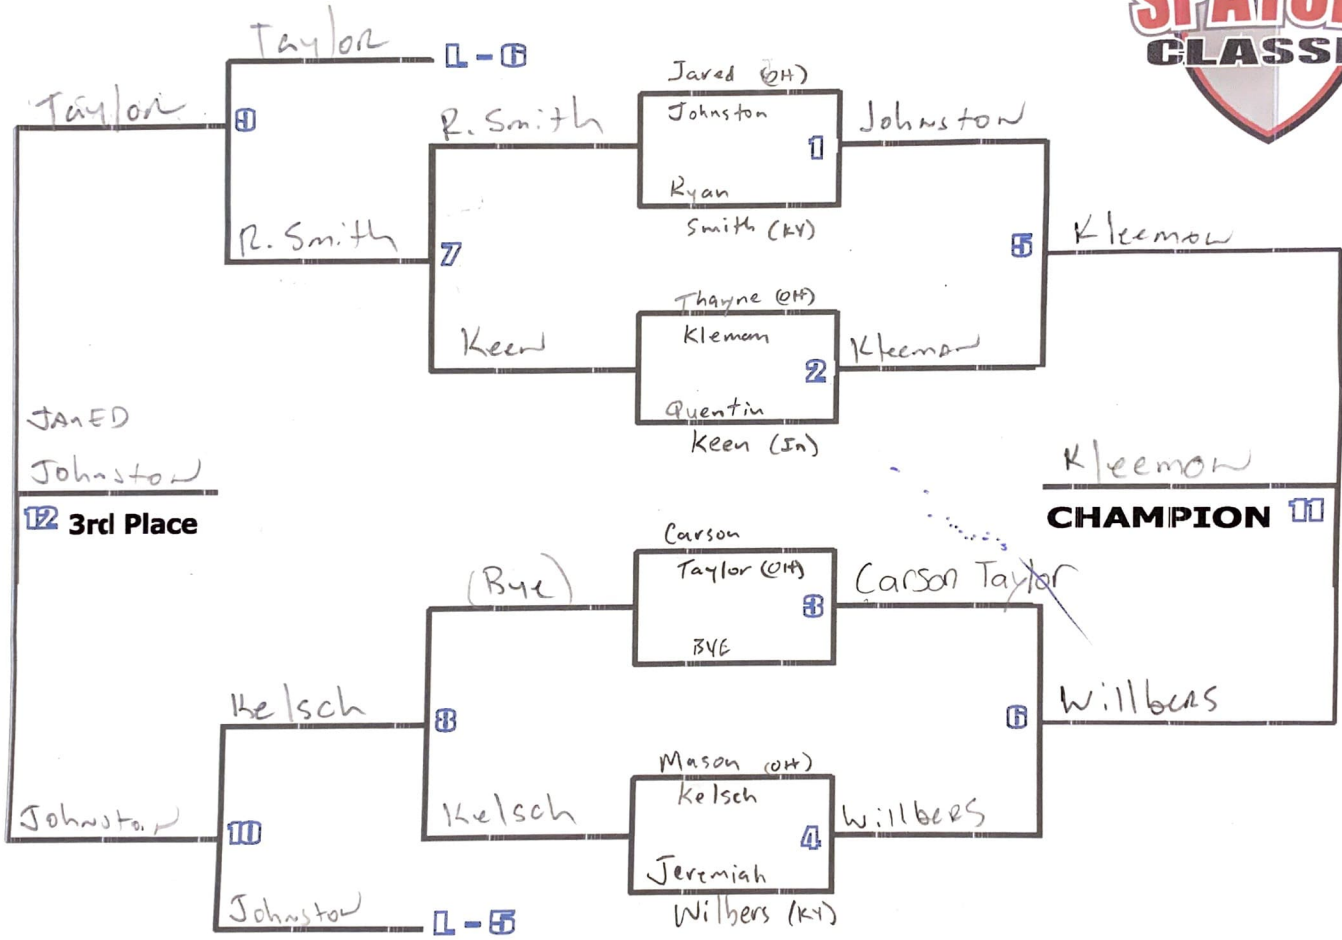 CLASSI
Taylor
L-6
Taylor
9
R. Smith
Jared (OH)
Johnston
1
Johnston
Ryan
Smith (KY)
R. Smith
7
5
Kleemon
Thayne (OH)
Kleman
2
Kleeman
Keen
Quentin
Keen (In)
JARED
Johnston
12 3rd Place
Kleemon
CHAMPION 11
Carson
Taylor (OH)
3
Carson Taylor
(Bye)
BYE
Kelsch
8
6
Willbers
Mason (OH)
Kelsch
4
Willbers
Kelsch
Jeremiah
Wilbers (KY)
Johnston
10
Johnston
L-5